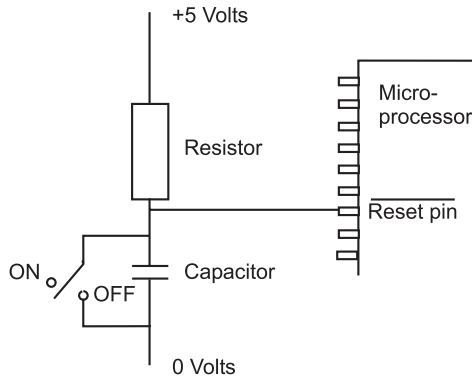 +5 Volts
Micro-
processor
Resistor
Reset pin
ON
OFF
Capacitor
0 Volts